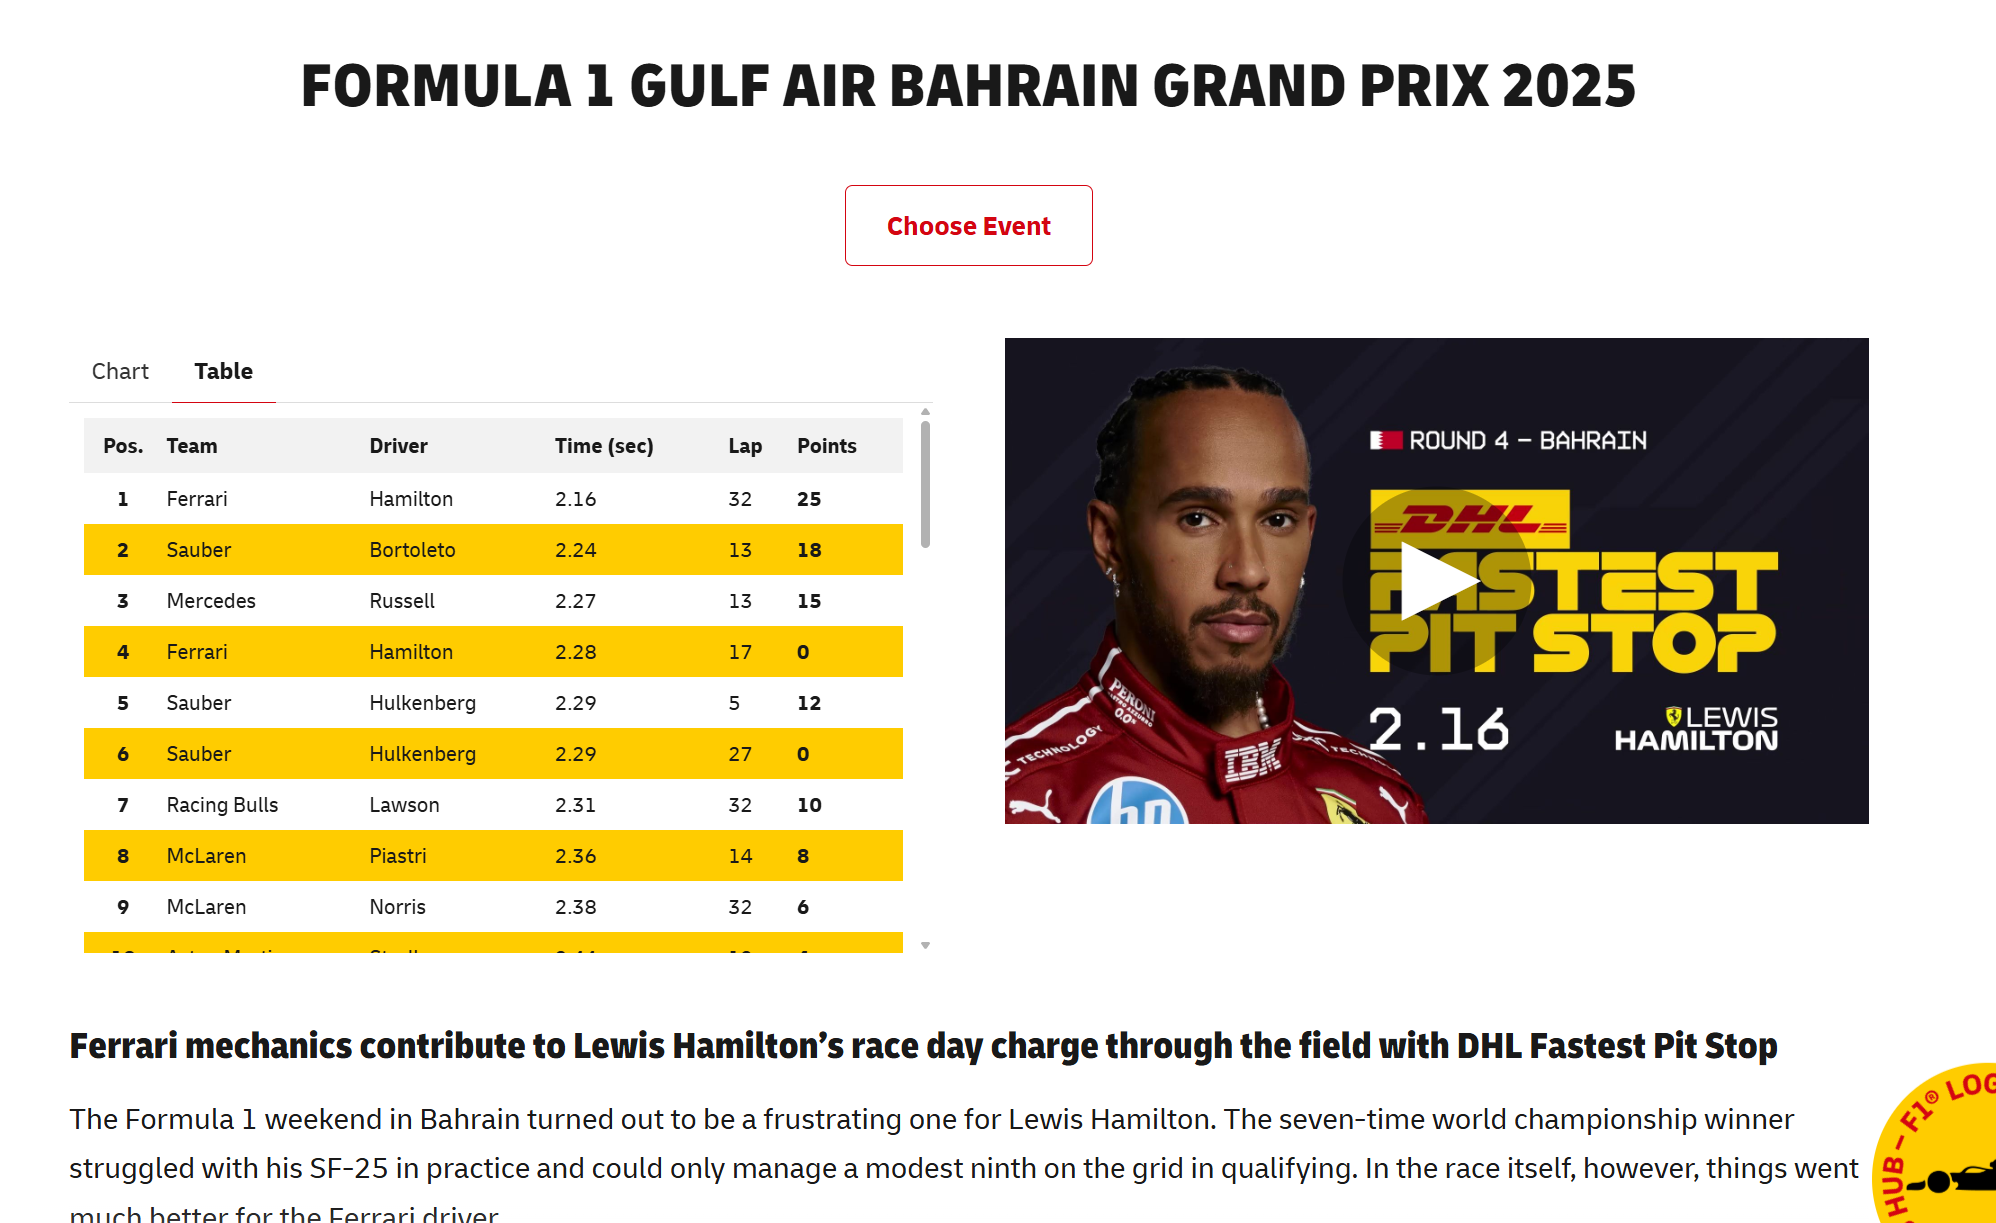 FORMULA 1 GULF AIR BAHRAIN GRAND PRIX 2025
Choose Event
Chart Table
Pos. Team Driver Time (sec) Lap Points
1 Ferrari Hamilton 2.16 32 25
2 Sauber Bortoleto 2.24 13 18
3 Mercedes Russell 2.27 13 15
4 Ferrari Hamilton 2.28 17 0
5 Sauber Hulkenberg 2.29 5 12
6 Sauber Hulkenberg 2.29 27 0
7 Racing Bulls Lawson 2.31 32 10
8 McLaren Piastri 2.36 14 8
9 McLaren Norris 2.38 32 6
ROUND 4 – BAHRAIN
DHL
FASTEST
PIT STOP
2.16
LEWIS
HAMILTON
PERONI
0.0%
TECHNOLOGY
IBM
hp
Ferrari mechanics contribute to Lewis Hamilton’s race day charge through the field with DHL Fastest Pit Stop
The Formula 1 weekend in Bahrain turned out to be a frustrating one for Lewis Hamilton. The seven-time world championship winner
struggled with his SF-25 in practice and could only manage a modest ninth on the grid in qualifying. In the race itself, however, things went
much better for the Ferrari driver.
HUB – F1® LOG